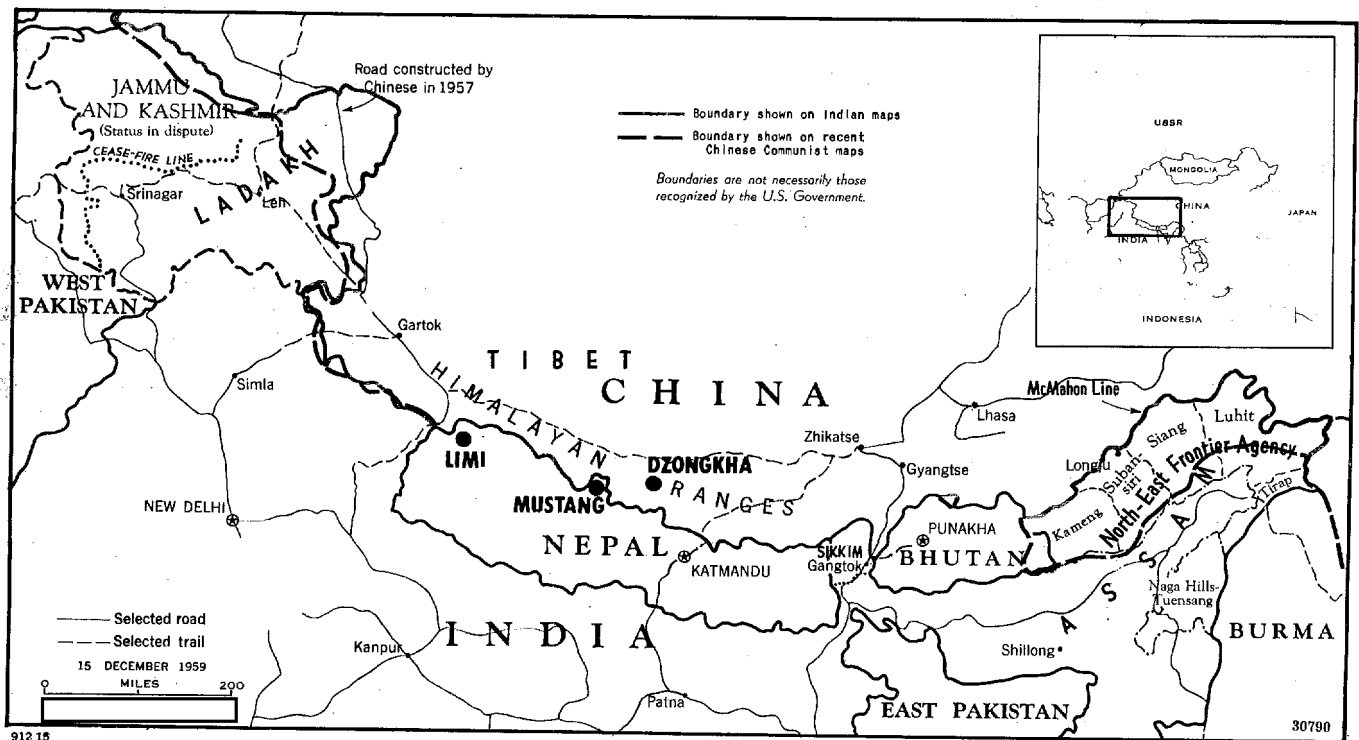 JAMMU
AND KASHMIR
(Status in dispute)
CEASE-FIRE LINE
Srinagar
LADAKH
Leh
Road constructed by
Chinese in 1957
Boundary shown on Indian maps
Boundary shown on recent
Chinese Communist maps
Boundaries are not necessarily those
recognized by the U.S. Government.
USSR
MONGOLIA
CHINA
JAPAN
INDIA
INDONESIA
WEST
PAKISTAN
Gartok
Simla
TIBET
CHINA
HIMALAYAN
RANGES
McMahon Line
Lhasa
Luhit
Siang
Zhikatse
LIMI
DZONGKHA
Gyangtse
Longju
Suban-
siri
North-East Frontier Agency
MUSTANG
Tirap
NEW DELHI
Kameng
PUNAKHA
NEPAL
SIKKIM
Gangtok
BHUTAN
KATMANDU
ASSAM
Naga Hills-
Tuensang
Selected road
Selected trail
INDIA
BURMA
Kanpur
Shillong
15 DECEMBER 1959
MILES
0 200
Patna
EAST PAKISTAN
30790
912 15